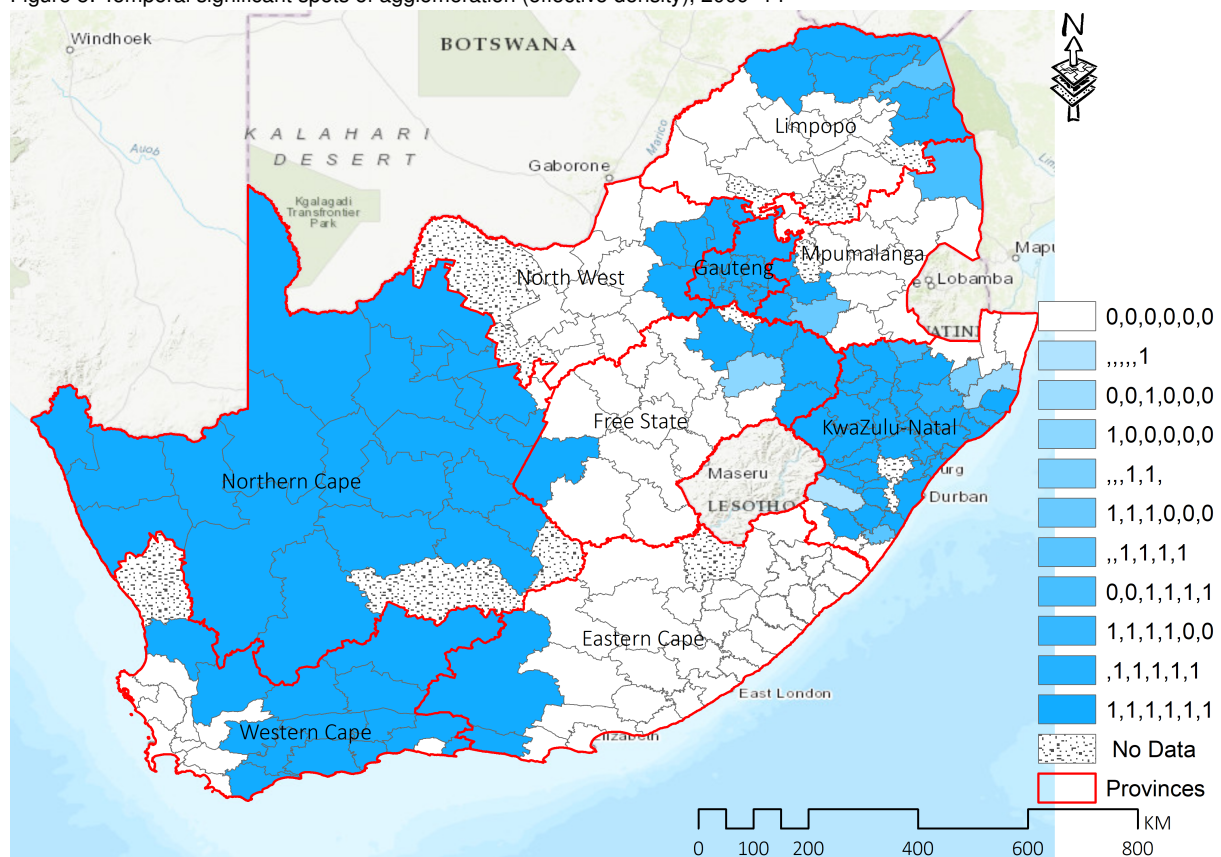 Windhoek
BOTSWANA
N
KALAHARI
DESERT
Auob
Marico
Gaborone
Limpopo
Kgalagadi
Transfrontier
Park
North West
Gauteng
Mpumalanga
Lobamba
Free State
KwaZulu-Natal
Maseru
LESOTHO
Durban
Northern Cape
Eastern Cape
East London
Western Cape
0,0,0,0,0,0
,,,,,1
0,0,1,0,0,0
1,0,0,0,0,0
,,,1,1,
1,1,1,0,0,0
,,1,1,1,1
0,0,1,1,1,1
1,1,1,1,0,0
,1,1,1,1,1
1,1,1,1,1,1
No Data
Provinces
KM
0 100 200 400 600 800